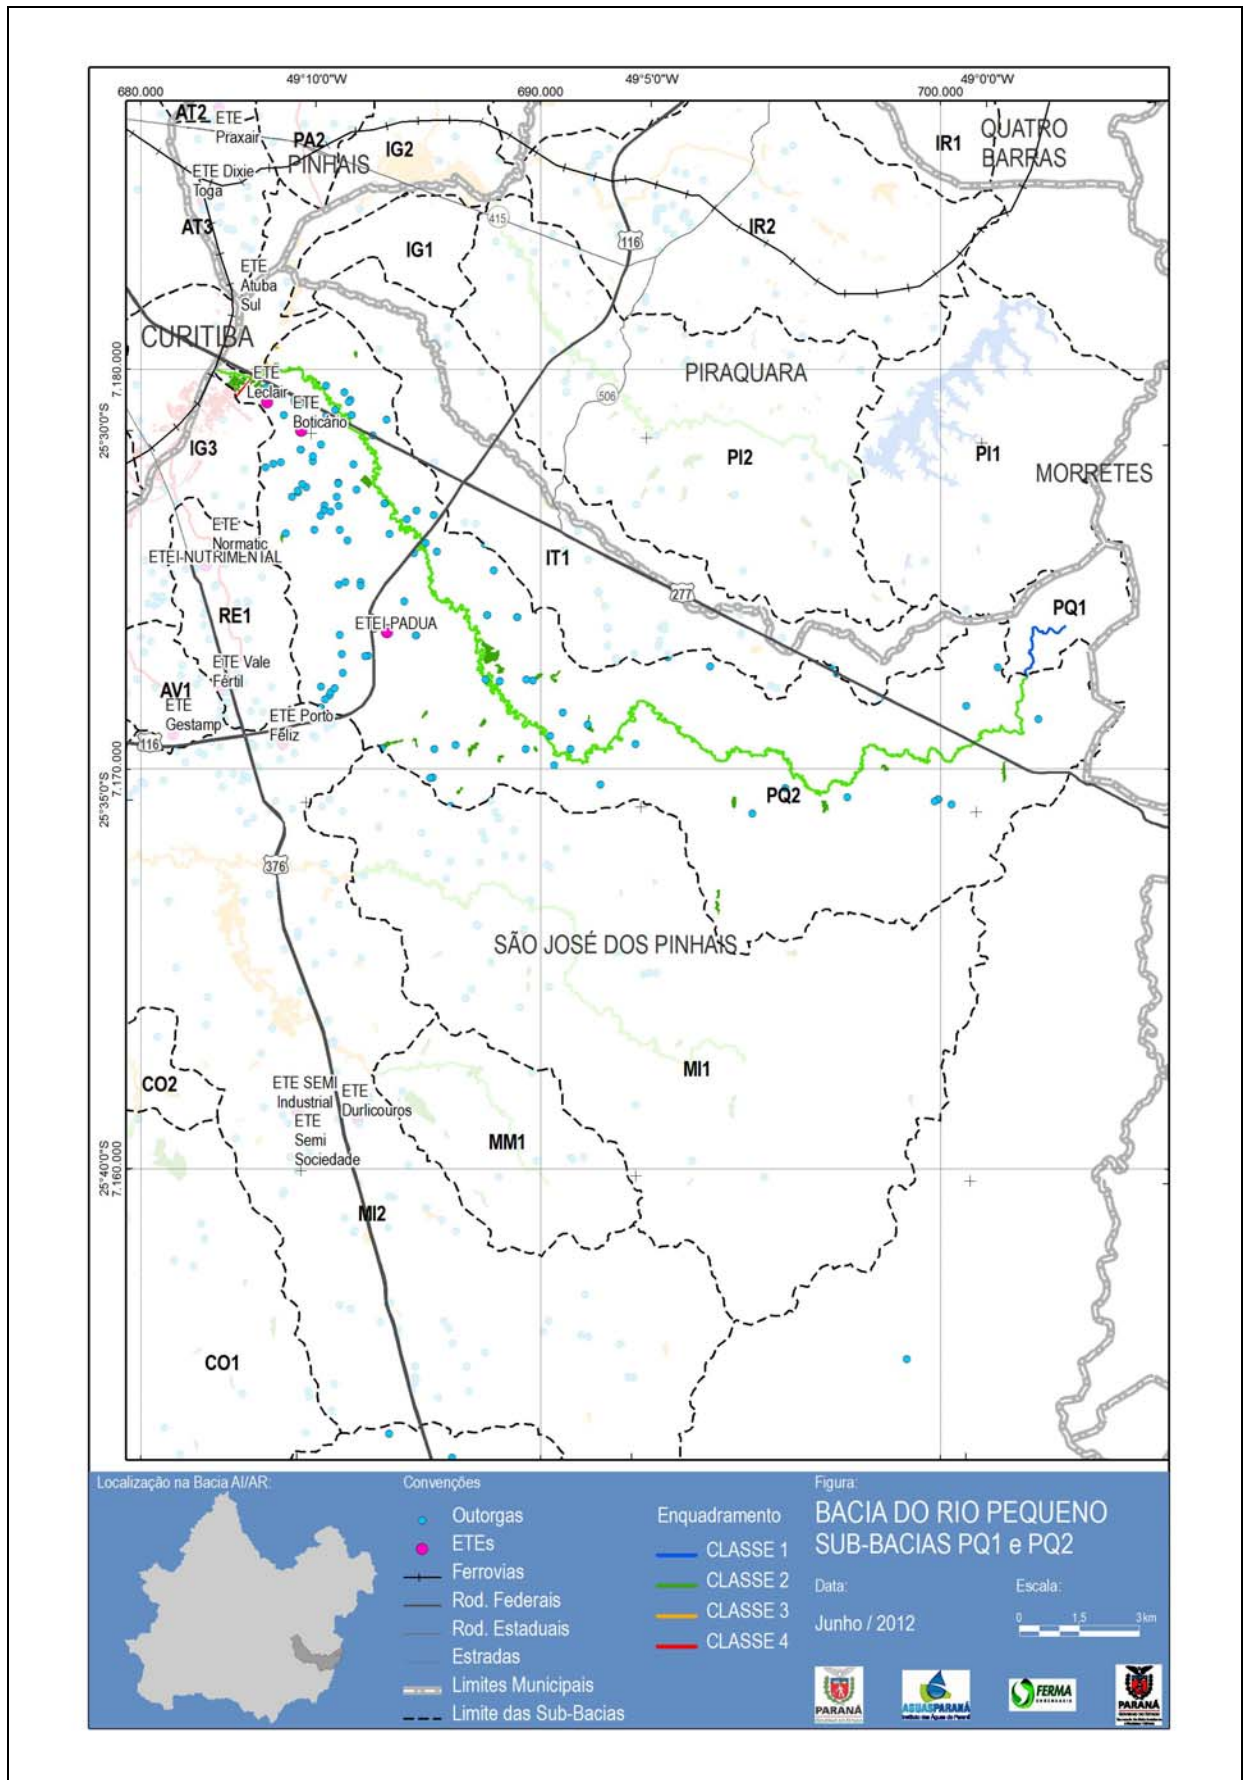 49°10'0"W
49°5'0"W
49°0'0"W
680.000
690.000
700.000
AT2
ETE
Praxair
PA2
PINHAIS
IG2
IR1
QUATRO
BARRAS
ETE Dixie
Toga
AT3
415
116
IR2
IG1
ETE
Atuba
Sul
CURITIBA
7.180.000
25°30'0"S
ETE
Leclair
ETE
Boticário
PIRAQUARA
506
IG3
PI2
PI1
MORRETES
ETE
Normatic
ETEI-NUTRIMENTAL
IT1
277
PQ1
RE1
ETEI-PADUA
ETE Vale
Fértil
AV1
ETE
Gestamp
ETE Porto
Feliz
116
7.170.000
25°35'0"S
PQ2
376
SÃO JOSÉ DOS PINHAIS
MI1
CO2
ETE SEMI
Industrial
ETE
Durlicouros
ETE
Semi
Sociedade
MM1
7.160.000
25°40'0"S
MI2
CO1
Localização na Bacia AI/AR:
Convenções
Outorgas
ETEs
Ferrovias
Rod. Federais
Rod. Estaduais
Estradas
Limites Municipais
Limite das Sub-Bacias
Enquadramento
CLASSE 1
CLASSE 2
CLASSE 3
CLASSE 4
Figura:
BACIA DO RIO PEQUENO
SUB-BACIAS PQ1 e PQ2
Data:
Escala:
Junho / 2012
0 1,5 3 km
PARANÁ
AGUASPARANÁ
Instituto das Águas do Paraná
FERMA
ENGENHARIA
PARANÁ